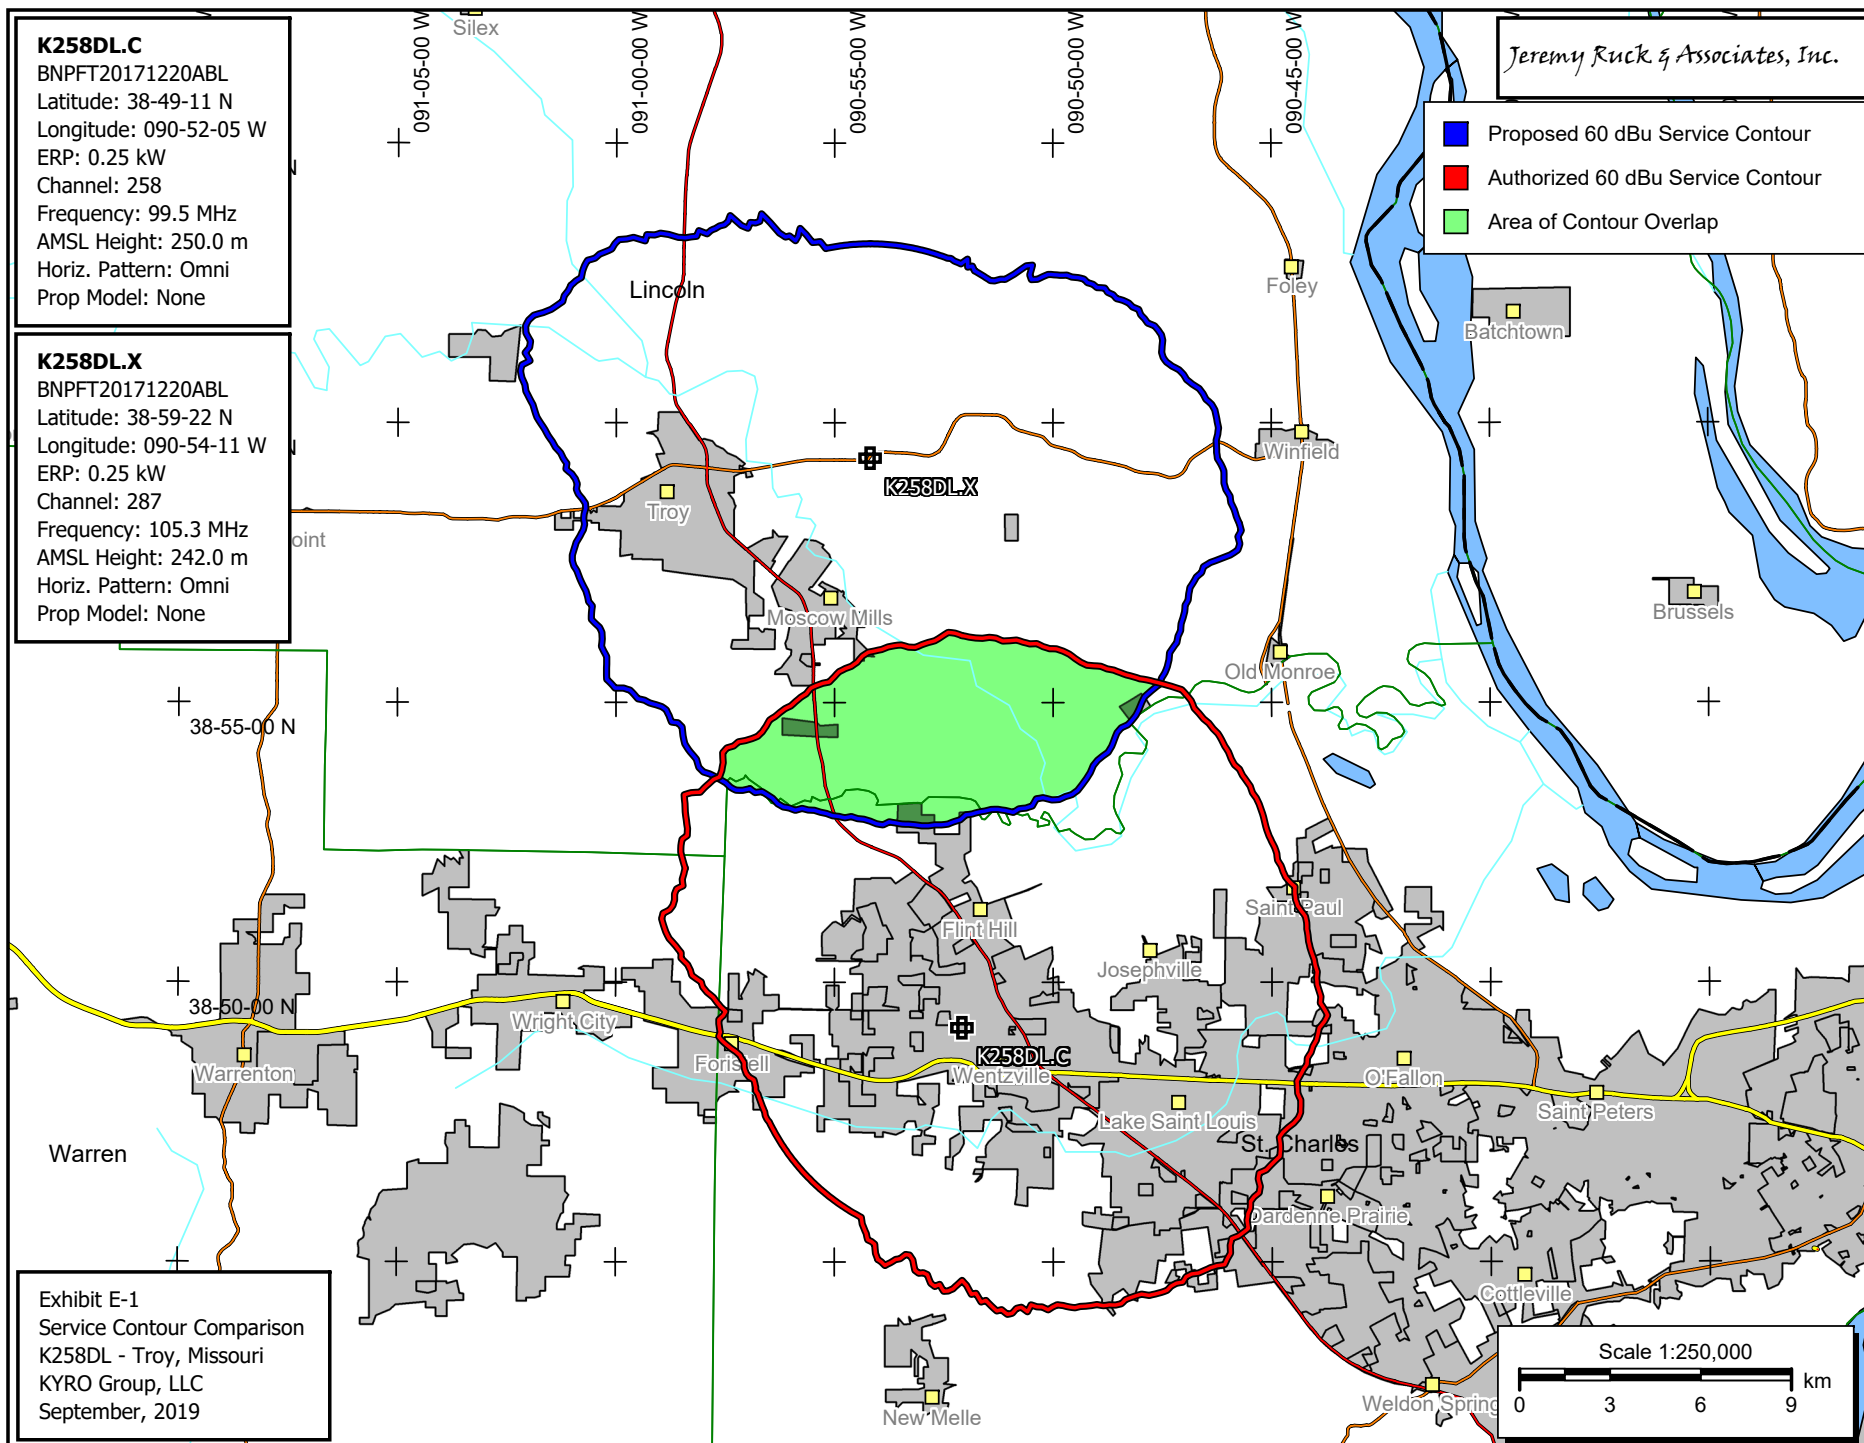 K258DL.C
BNPFT20171220ABL
Latitude: 38-49-11 N
Longitude: 090-52-05 W
ERP: 0.25 kW
Channel: 258
Frequency: 99.5 MHz
AMSL Height: 250.0 m
Horiz. Pattern: Omni
Prop Model: None
K258DL.X
BNPFT20171220ABL
Latitude: 38-59-22 N
Longitude: 090-54-11 W
ERP: 0.25 kW
Channel: 287
Frequency: 105.3 MHz
AMSL Height: 242.0 m
Horiz. Pattern: Omni
Prop Model: None
Jeremy Ruck & Associates, Inc.
Proposed 60 dBu Service Contour
Authorized 60 dBu Service Contour
Area of Contour Overlap
Silex
091-05-00 W
091-00-00 W
090-55-00 W
090-50-00 W
090-45-00 W
N
Lincoln
Foley
Batchtown
N
Winfield
K258DL.X
Troy
oint
Moscow Mills
Brussels
Old Monroe
38-55-00 N
Saint Paul
Flint Hill
Josephville
38-50-00 N
Wright City
K258DL.C
Warrenton
Foristell
Wentzville
O'Fallon
Saint Peters
Lake Saint Louis
Warren
St. Charles
Dardenne Prairie
Cottleville
Weldon Spring
New Melle
Exhibit E-1
Service Contour Comparison
K258DL - Troy, Missouri
KYRO Group, LLC
September, 2019
Scale 1:250,000
km
0 3 6 9